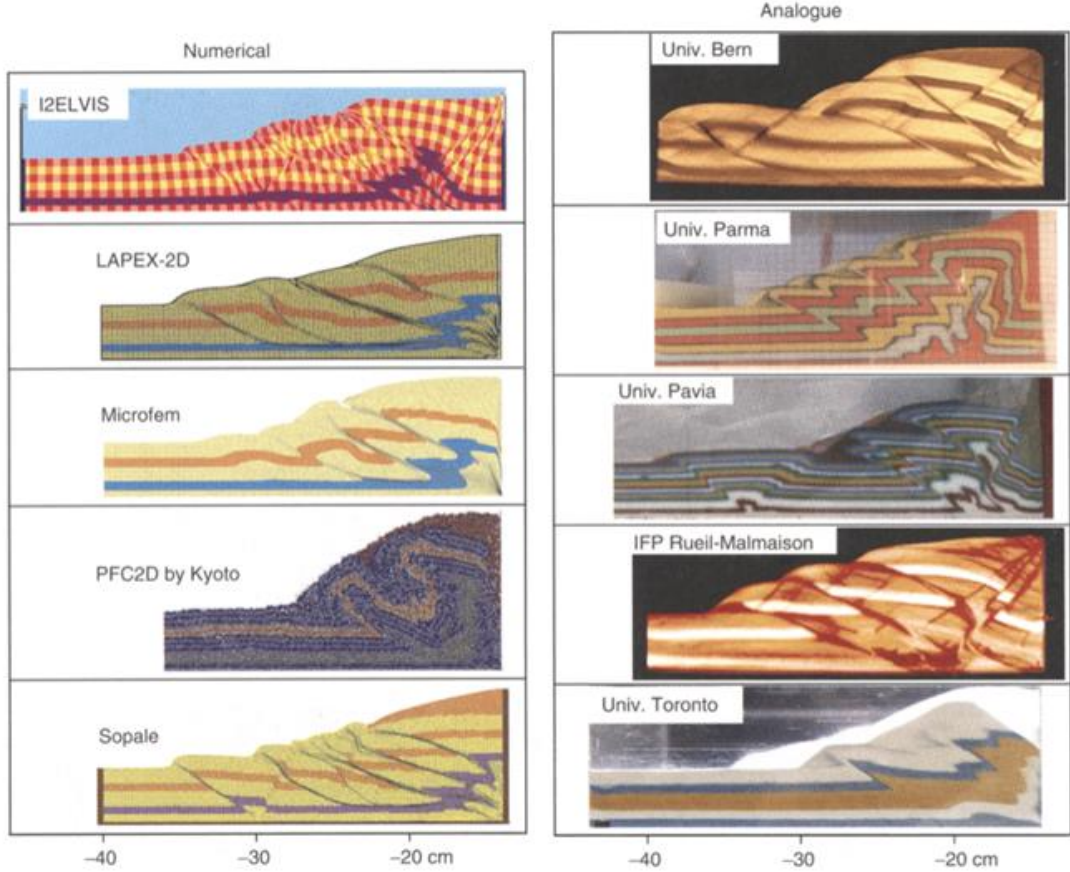 Numerical
I2ELVIS
LAPEX-2D
Microfem
PFC2D by Kyoto
Sopale
–40
–30
–20 cm
Analogue
Univ. Bern
Univ. Parma
Univ. Pavia
IFP Rueil-Malmaison
Univ. Toronto
–40
–30
–20 cm